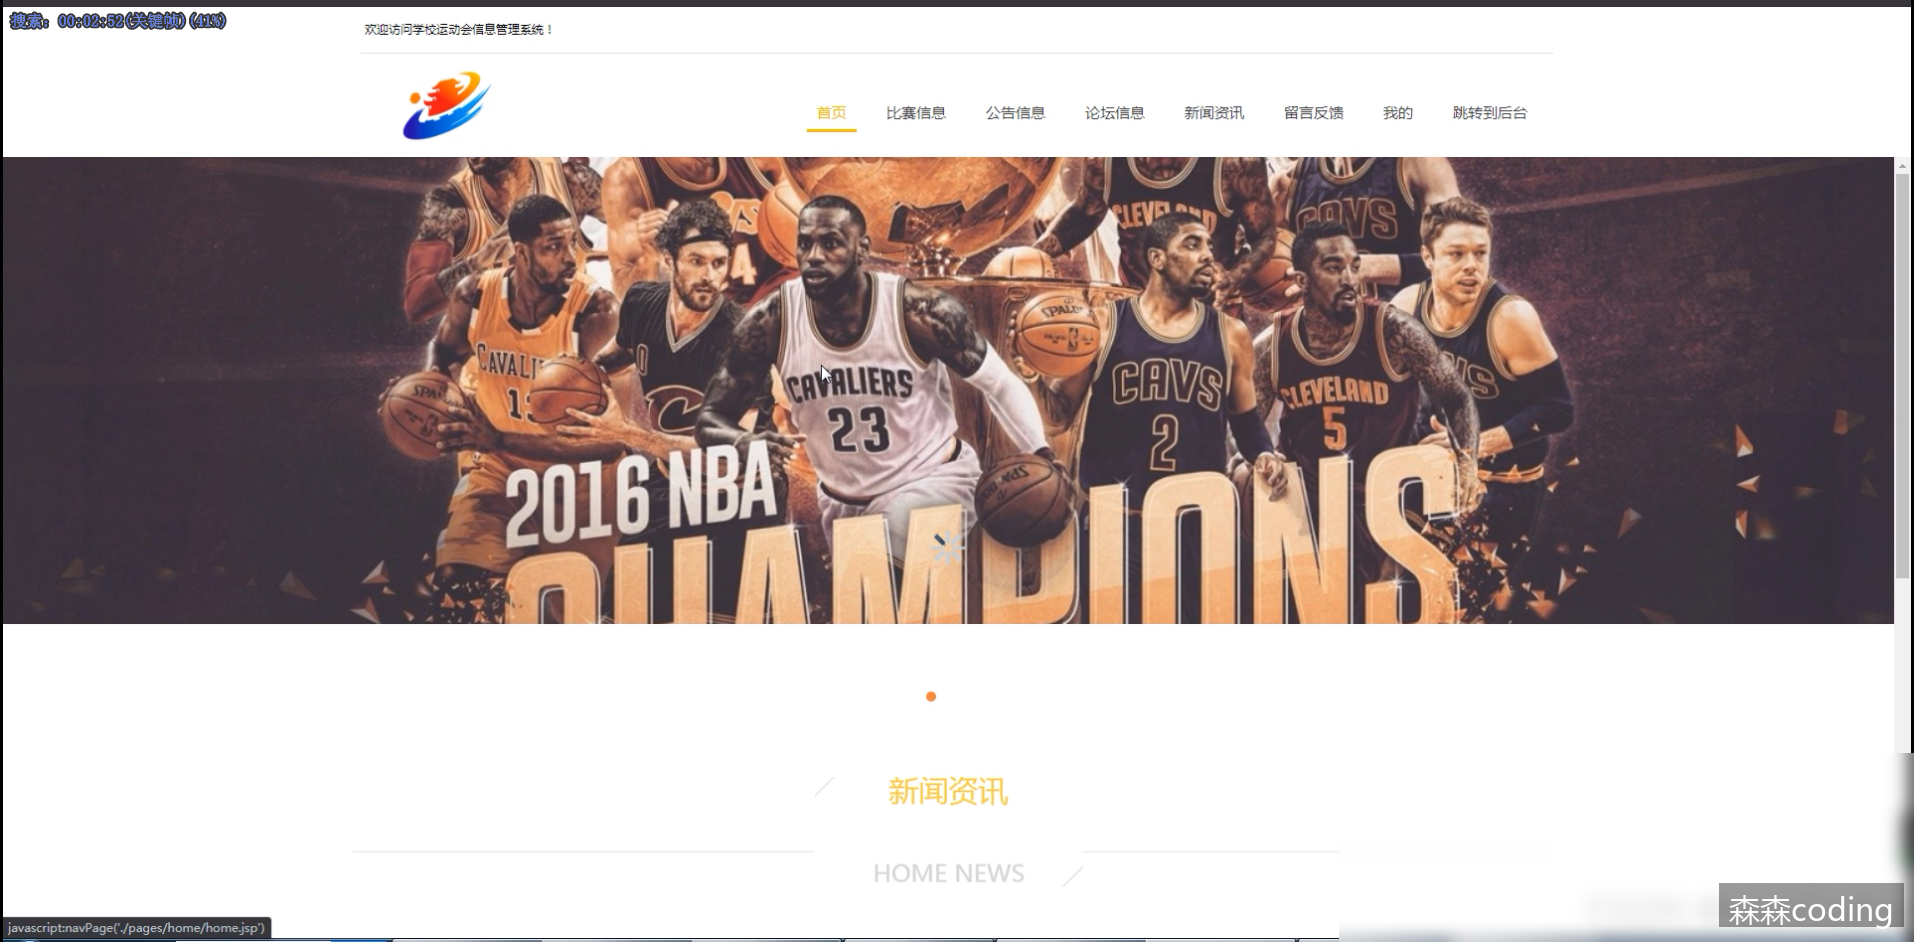 搜索: 00:02:52(关键帧)(41%)
欢迎访问学校运动会信息管理系统！
首页 比赛信息 公告信息 论坛信息 新闻资讯 留言反馈 我的 跳转到后台
CLEVELAND
CAVS
4
SPALDING
CAVALIERS
23
CAVS
2
CLEVELAND
5
2016 NBA
CHAMPIONS
新闻资讯
HOME NEWS
javascript:navPage('./pages/home/home.jsp')
森森coding